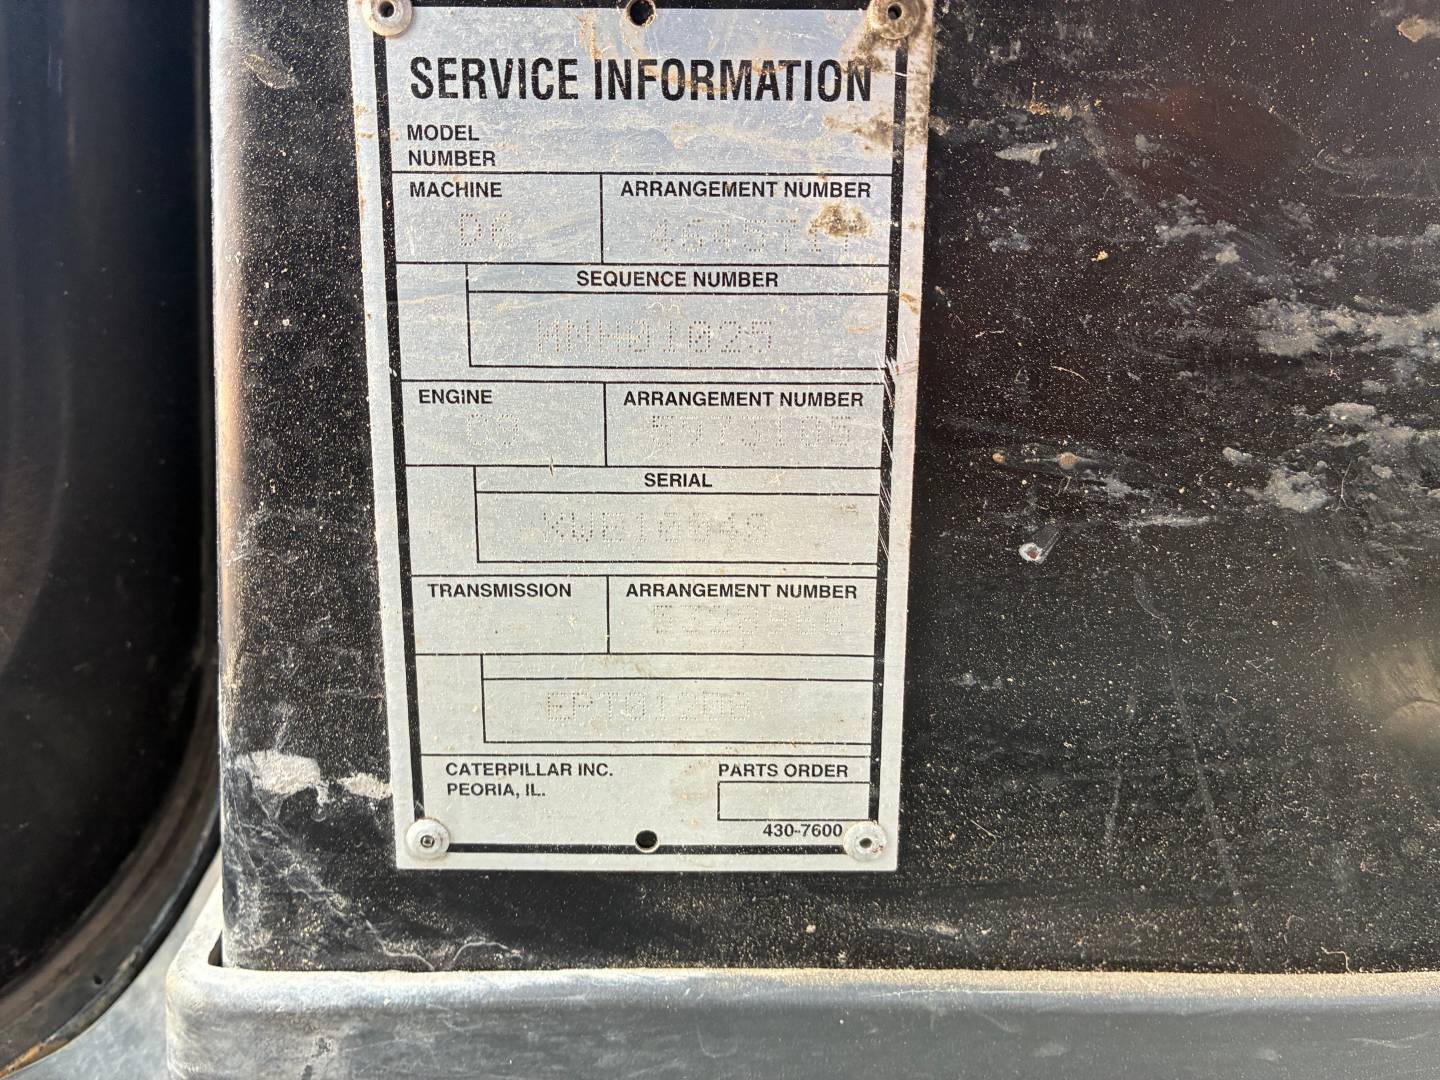 SERVICE INFORMATION
MODEL
NUMBER
MACHINE ARRANGEMENT NUMBER
D6
SEQUENCE NUMBER
ENGINE ARRANGEMENT NUMBER
C9 5973105
SERIAL
TRANSMISSION ARRANGEMENT NUMBER
CATERPILLAR INC. PARTS ORDER
PEORIA, IL.
430-7600